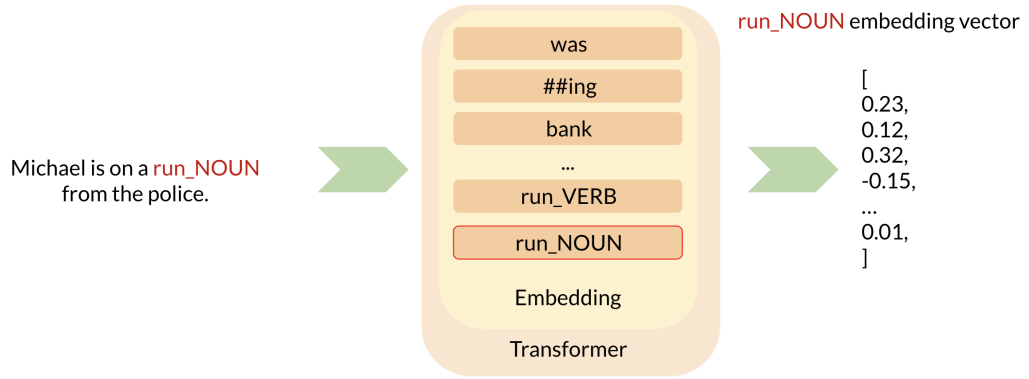 Michael is on a run_NOUN
from the police.
was
##ing
bank
...
run_VERB
run_NOUN
Embedding
Transformer
run_NOUN embedding vector
[
0.23,
0.12,
0.32,
-0.15,
...
0.01,
]